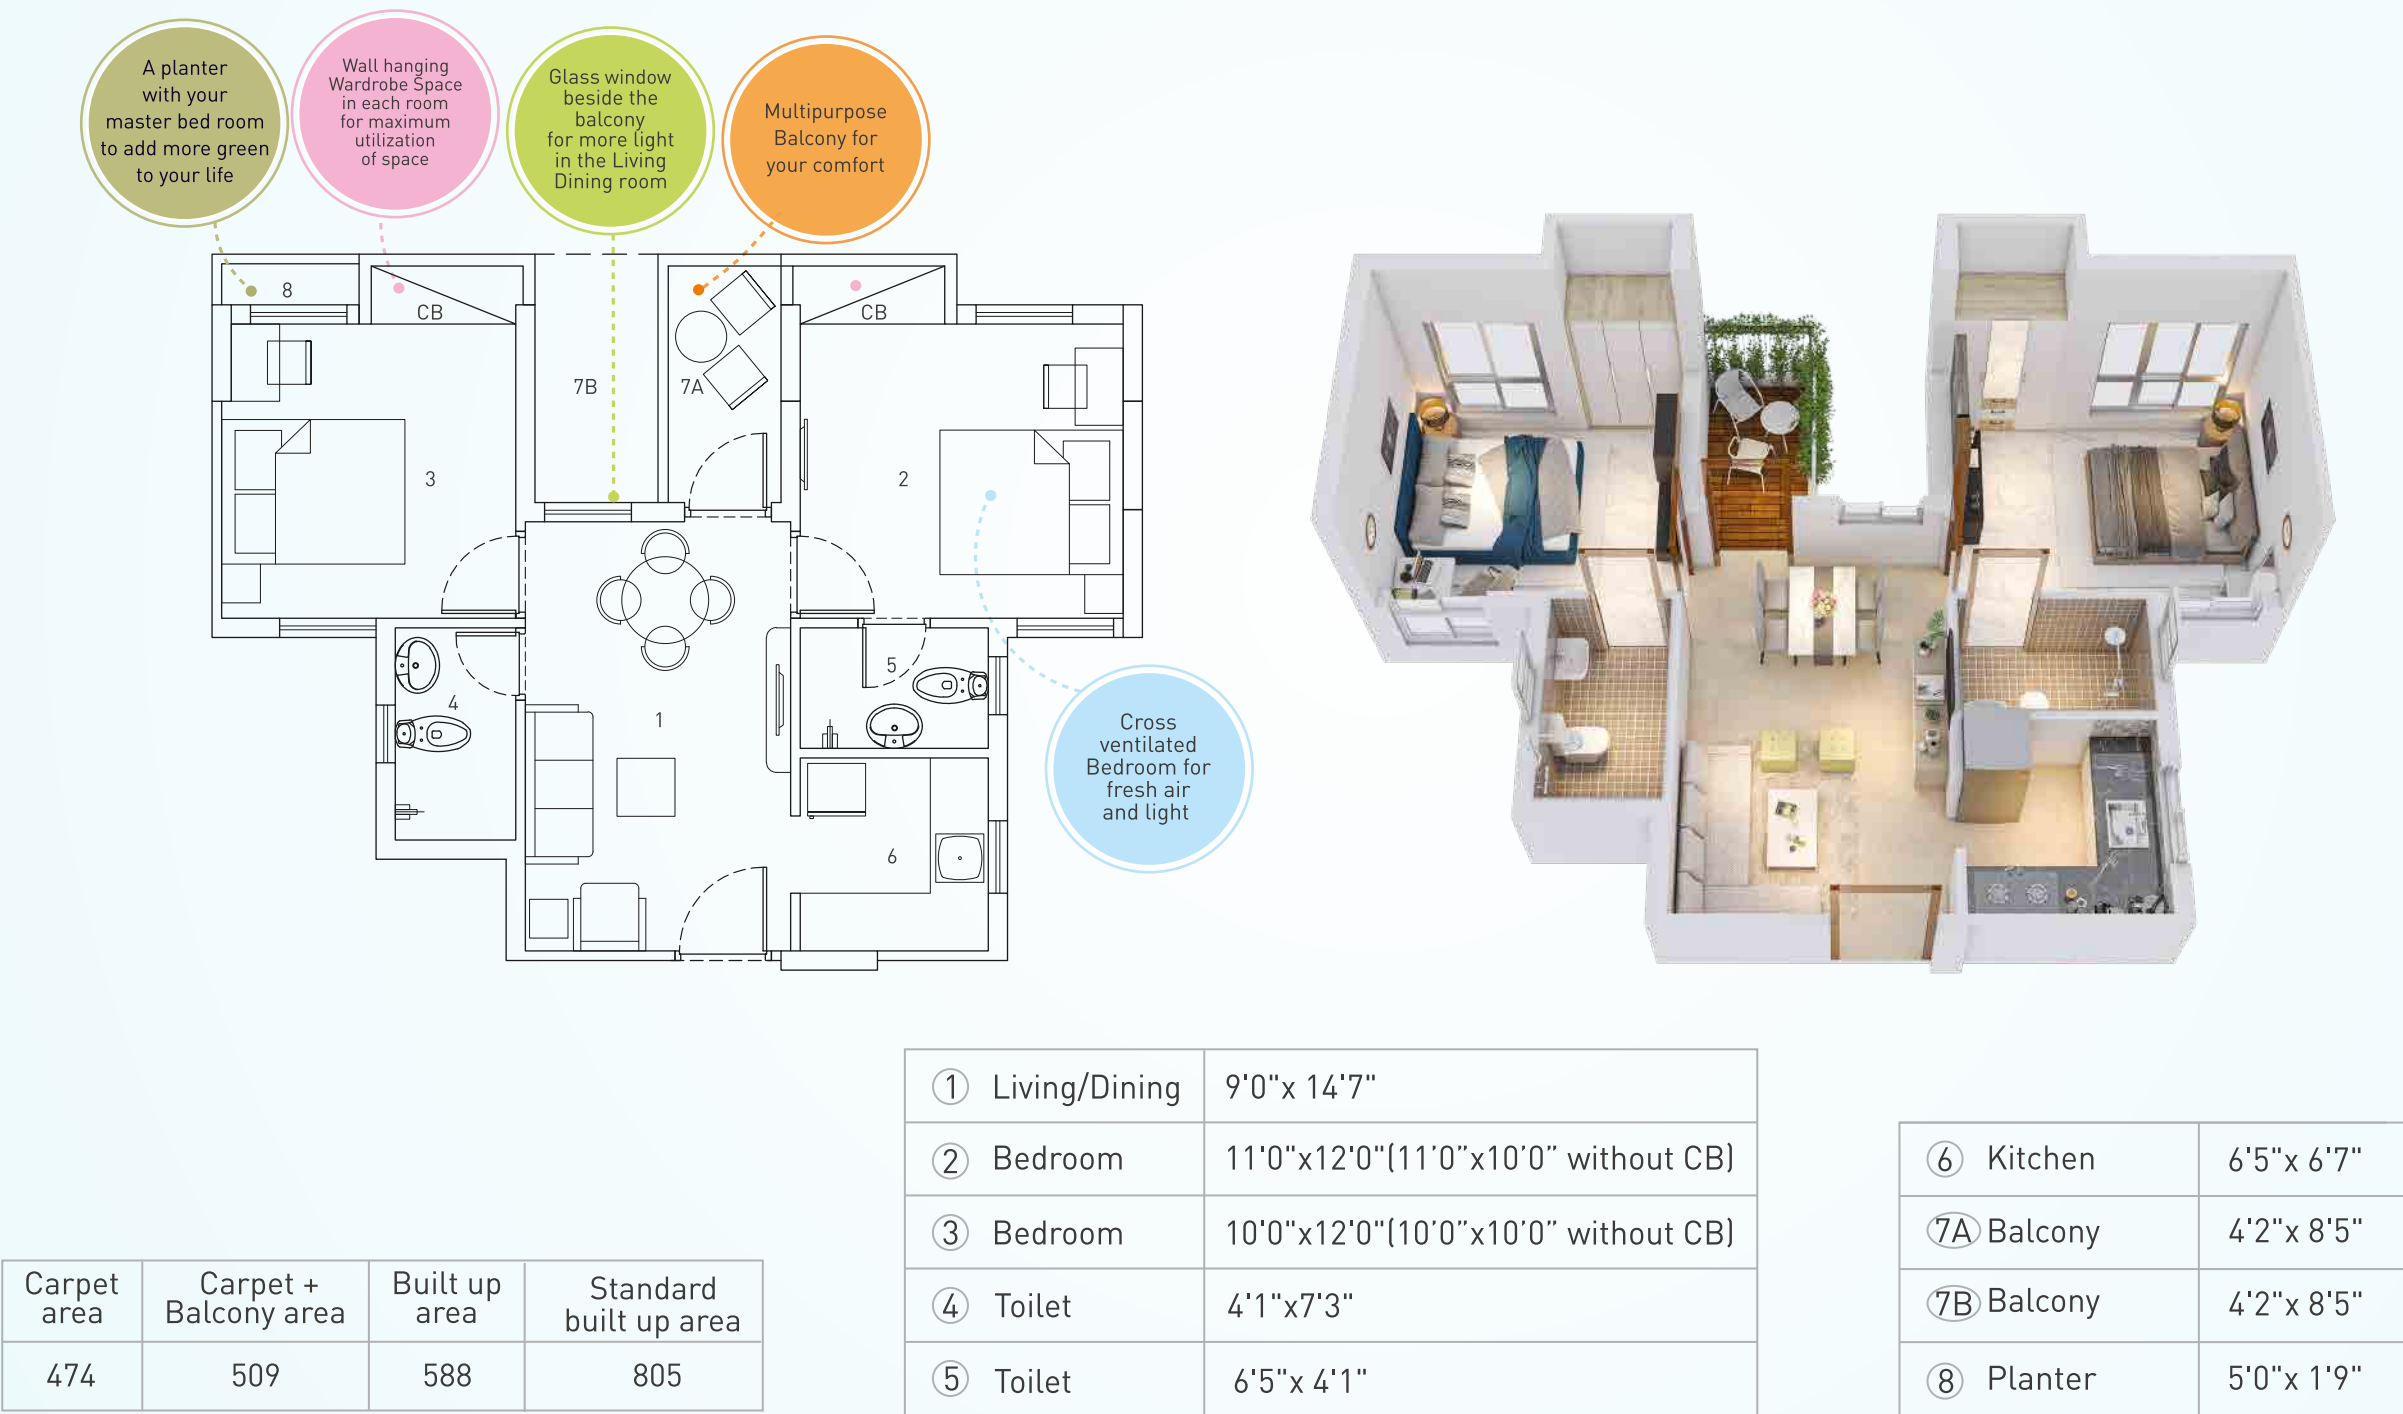 A planter
with your
master bed room
to add more green
to your life
Wall hanging
Wardrobe Space
in each room
for maximum
utilization
of space
Glass window
beside the
balcony
for more light
in the Living
Dining room
Multipurpose
Balcony for
your comfort
8
CB
CB
7B
7A
3
2
5
4
1
6
Cross
ventilated
Bedroom for
fresh air
and light
Carpet area
Carpet + Balcony area
Built up area
Standard built up area
474 509 588 805
1 Living/Dining 9'0"x 14'7"
2 Bedroom 11'0"x12'0"(11'0”x10'0” without CB)
3 Bedroom 10'0"x12'0"(10'0”x10'0” without CB)
4 Toilet 4'1"x7'3"
5 Toilet 6'5"x 4'1"
6 Kitchen 6'5"x 6'7"
7A Balcony 4'2"x 8'5"
7B Balcony 4'2"x 8'5"
8 Planter 5'0"x 1'9"